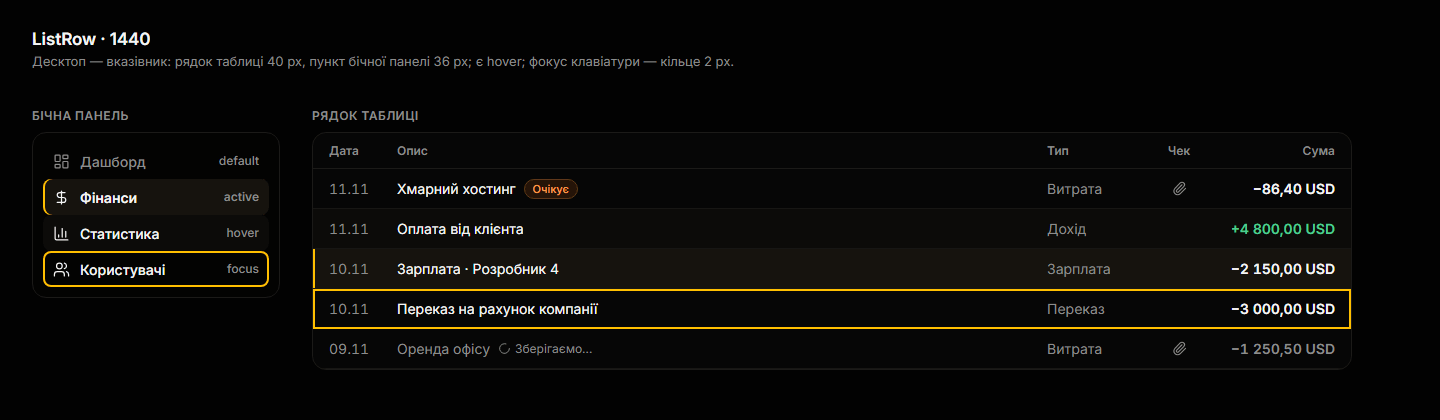 ListRow · 1440
Десктоп — вказівник: рядок таблиці 40 px, пункт бічної панелі 36 px; є hover; фокус клавіатури — кільце 2 px.
БІЧНА ПАНЕЛЬ
Дашборд default
Фінанси active
Статистика hover
Користувачі focus
РЯДОК ТАБЛИЦІ
Дата Опис Тип Чек Сума
11.11 Хмарний хостинг Очікує Витрата −86,40 USD
11.11 Оплата від клієнта Дохід +4 800,00 USD
10.11 Зарплата · Розробник 4 Зарплата −2 150,00 USD
10.11 Переказ на рахунок компанії Переказ −3 000,00 USD
09.11 Оренда офісу Зберігаємо… Витрата −1 250,50 USD